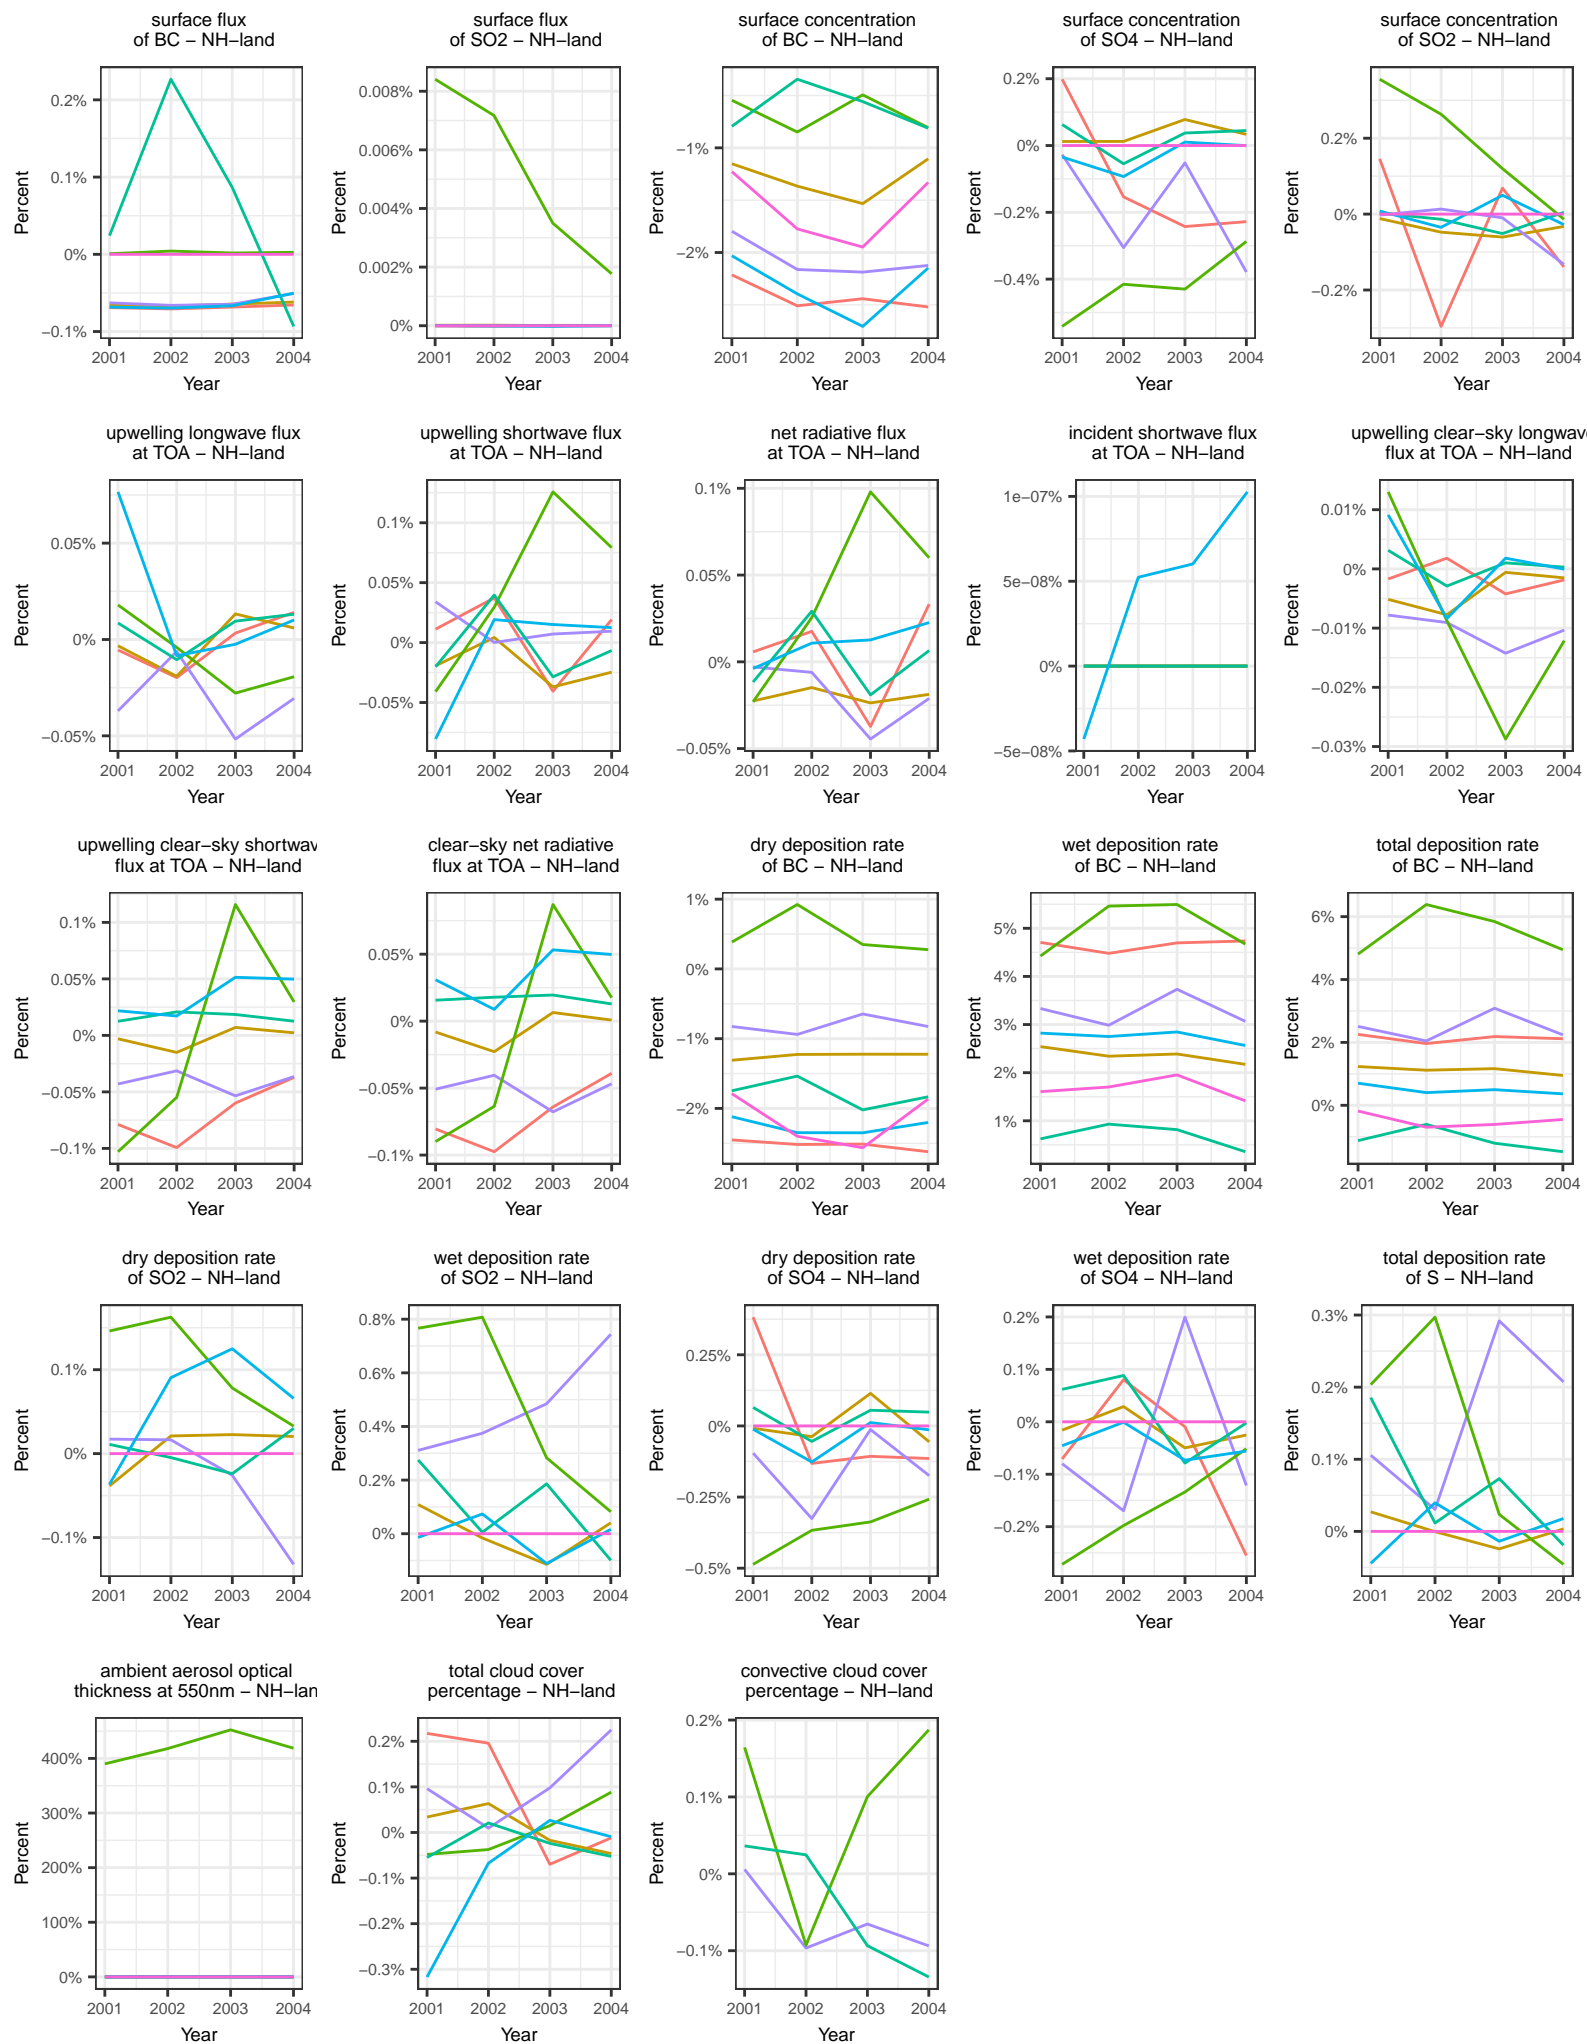 surface flux
of BC − NH−land
surface flux
of SO2 − NH−land
surface concentration
of BC − NH−land
surface concentration
of SO4 − NH−land
surface concentration
of SO2 − NH−land
Percent
0.2%
0.1%
0%
−0.1%
2001 2002 2003 2004
Year
Percent
0.008%
0.006%
0.004%
0.002%
0%
2001 2002 2003 2004
Year
Percent
−1%
−2%
2001 2002 2003 2004
Year
Percent
0.2%
0%
−0.2%
−0.4%
2001 2002 2003 2004
Year
Percent
0.2%
0%
−0.2%
2001 2002 2003 2004
Year
upwelling longwave flux
at TOA − NH−land
upwelling shortwave flux
at TOA − NH−land
net radiative flux
at TOA − NH−land
incident shortwave flux
at TOA − NH−land
upwelling clear−sky longwav
flux at TOA − NH−land
Percent
0.05%
0%
−0.05%
2001 2002 2003 2004
Year
Percent
0.1%
0.05%
0%
−0.05%
2001 2002 2003 2004
Year
Percent
0.1%
0.05%
0%
−0.05%
2001 2002 2003 2004
Year
Percent
1e−07%
5e−08%
0%
−5e−08%
2001 2002 2003 2004
Year
Percent
0.01%
0%
−0.01%
−0.02%
−0.03%
2001 2002 2003 2004
Year
upwelling clear−sky shortwav
flux at TOA − NH−land
clear−sky net radiative
flux at TOA − NH−land
dry deposition rate
of BC − NH−land
wet deposition rate
of BC − NH−land
total deposition rate
of BC − NH−land
Percent
0.1%
0.05%
0%
−0.05%
−0.1%
2001 2002 2003 2004
Year
Percent
0.05%
0%
−0.05%
−0.1%
2001 2002 2003 2004
Year
Percent
1%
0%
−1%
−2%
2001 2002 2003 2004
Year
Percent
5%
4%
3%
2%
1%
2001 2002 2003 2004
Year
Percent
6%
4%
2%
0%
2001 2002 2003 2004
Year
dry deposition rate
of SO2 − NH−land
wet deposition rate
of SO2 − NH−land
dry deposition rate
of SO4 − NH−land
wet deposition rate
of SO4 − NH−land
total deposition rate
of S − NH−land
Percent
0.1%
0%
−0.1%
2001 2002 2003 2004
Year
Percent
0.8%
0.6%
0.4%
0.2%
0%
2001 2002 2003 2004
Year
Percent
0.25%
0%
−0.25%
−0.5%
2001 2002 2003 2004
Year
Percent
0.2%
0.1%
0%
−0.1%
−0.2%
2001 2002 2003 2004
Year
Percent
0.3%
0.2%
0.1%
0%
2001 2002 2003 2004
Year
ambient aerosol optical
thickness at 550nm − NH−lan
total cloud cover
percentage − NH−land
convective cloud cover
percentage − NH−land
Percent
400%
300%
200%
100%
0%
2001 2002 2003 2004
Year
Percent
0.2%
0.1%
0%
−0.1%
−0.2%
−0.3%
2001 2002 2003 2004
Year
Percent
0.2%
0.1%
0%
−0.1%
2001 2002 2003 2004
Year